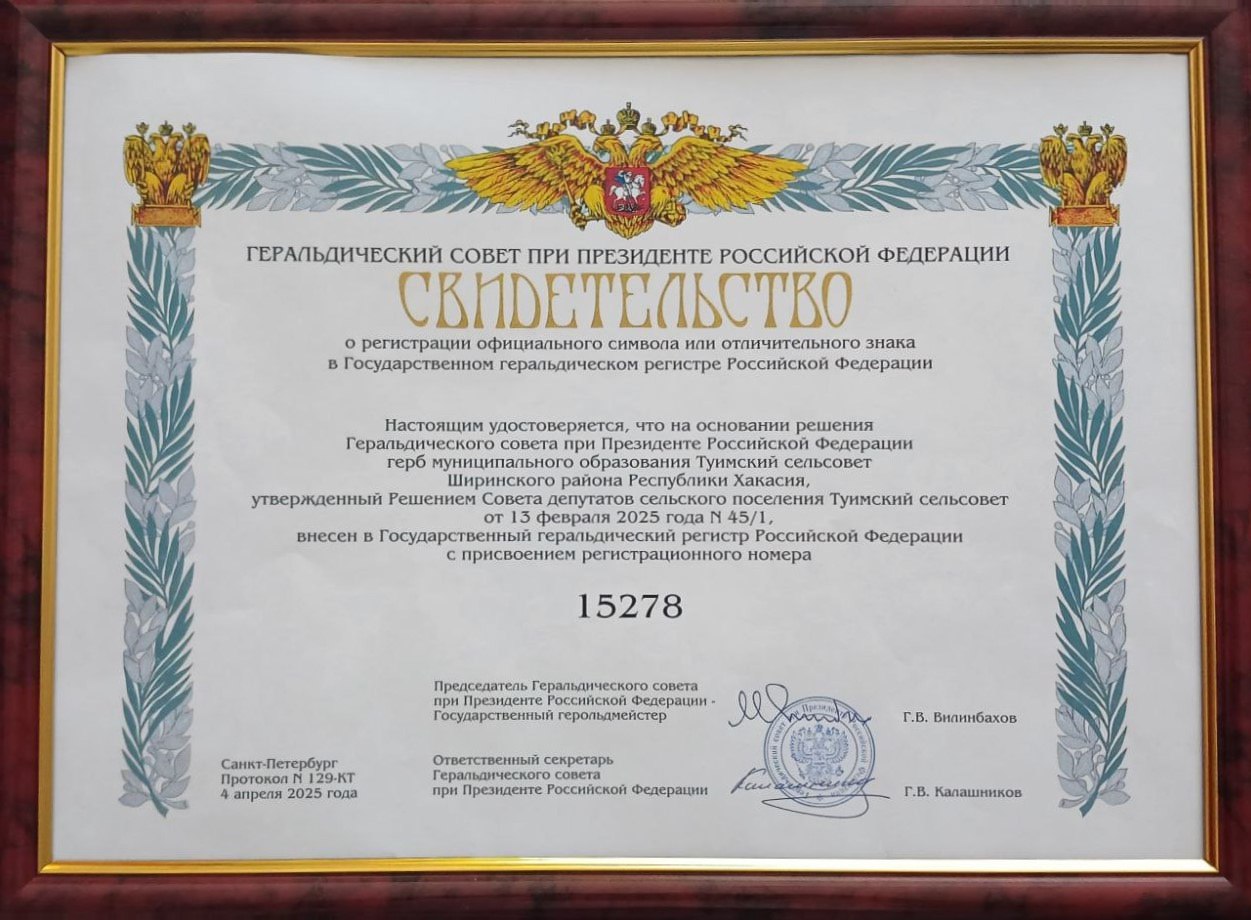 ГЕРАЛЬДИЧЕСКИЙ СОВЕТ ПРИ ПРЕЗИДЕНТЕ РОССИЙСКОЙ ФЕДЕРАЦИИ
СВИДЕТЕЛЬСТВО
о регистрации официального символа или отличительного знака
в Государственном геральдическом регистре Российской Федерации
Настоящим удостоверяется, что на основании решения
Геральдического совета при Президенте Российской Федерации
герб муниципального образования Туимский сельсовет
Ширинского района Республики Хакасия,
утвержденный Решением Совета депутатов сельского поселения Туимский сельсовет
от 13 февраля 2025 года N 45/1,
внесен в Государственный геральдический регистр Российской Федерации
с присвоением регистрационного номера
15278
Председатель Геральдического совета
при Президенте Российской Федерации -
Государственный герольдмейстер
Г.В. Вилинбахов
Санкт-Петербург
Протокол N 129-КТ
4 апреля 2025 года
Ответственный секретарь
Геральдического совета
при Президенте Российской Федерации
Г.В. Калашников